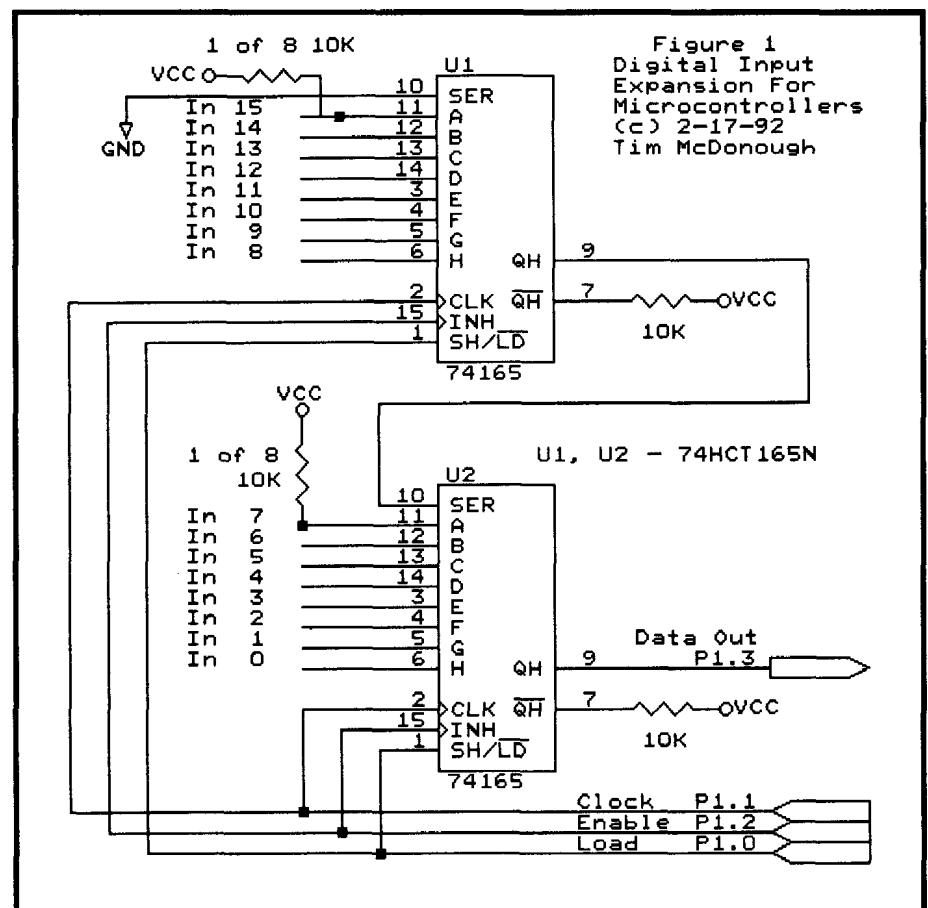 1 of 8 10K
Figure 1
Digital Input
Expansion For
Microcontrollers
(c) 2-17-92
Tim McDonough
VCC
GND
U1
In 15
In 14
In 13
In 12
In 11
In 10
In 9
In 8
10 SER
11 A
12 B
13 C
14 D
3 E
4 F
5 G
6 H
QH 9
2 CLK
QH 7
VCC
10K
15 INH
1 SH/LD
74165
VCC
1 of 8
10K
U1, U2 - 74HCT165N
U2
In 7
In 6
In 5
In 4
In 3
In 2
In 1
In 0
10 SER
11 A
12 B
13 C
14 D
3 E
4 F
5 G
6 H
QH 9
Data Out
P1.3
2 CLK
QH 7
VCC
10K
15 INH
1 SH/LD
74165
Clock P1.1
Enable P1.2
Load P1.0